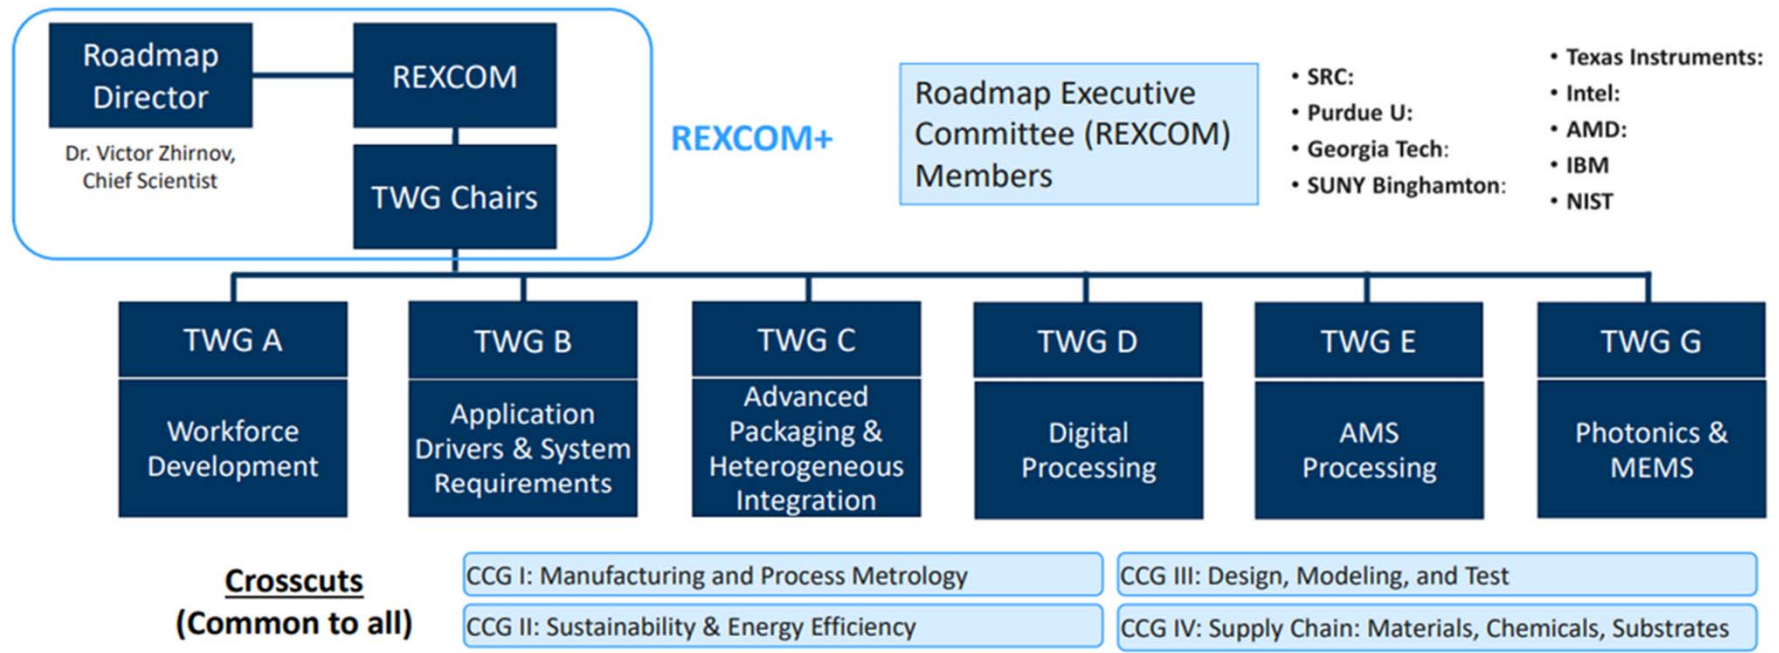 Roadmap
Director
REXCOM
Dr. Victor Zhirnov,
Chief Scientist
TWG Chairs
REXCOM+
Roadmap Executive
Committee (REXCOM)
Members
• SRC:
• Purdue U:
• Georgia Tech:
• SUNY Binghamton:
• Texas Instruments:
• Intel:
• AMD:
• IBM
• NIST
TWG A
Workforce
Development
TWG B
Application
Drivers & System
Requirements
TWG C
Advanced
Packaging &
Heterogeneous
Integration
TWG D
Digital
Processing
TWG E
AMS
Processing
TWG G
Photonics &
MEMS
Crosscuts
(Common to all)
CCG I: Manufacturing and Process Metrology
CCG II: Sustainability & Energy Efficiency
CCG III: Design, Modeling, and Test
CCG IV: Supply Chain: Materials, Chemicals, Substrates